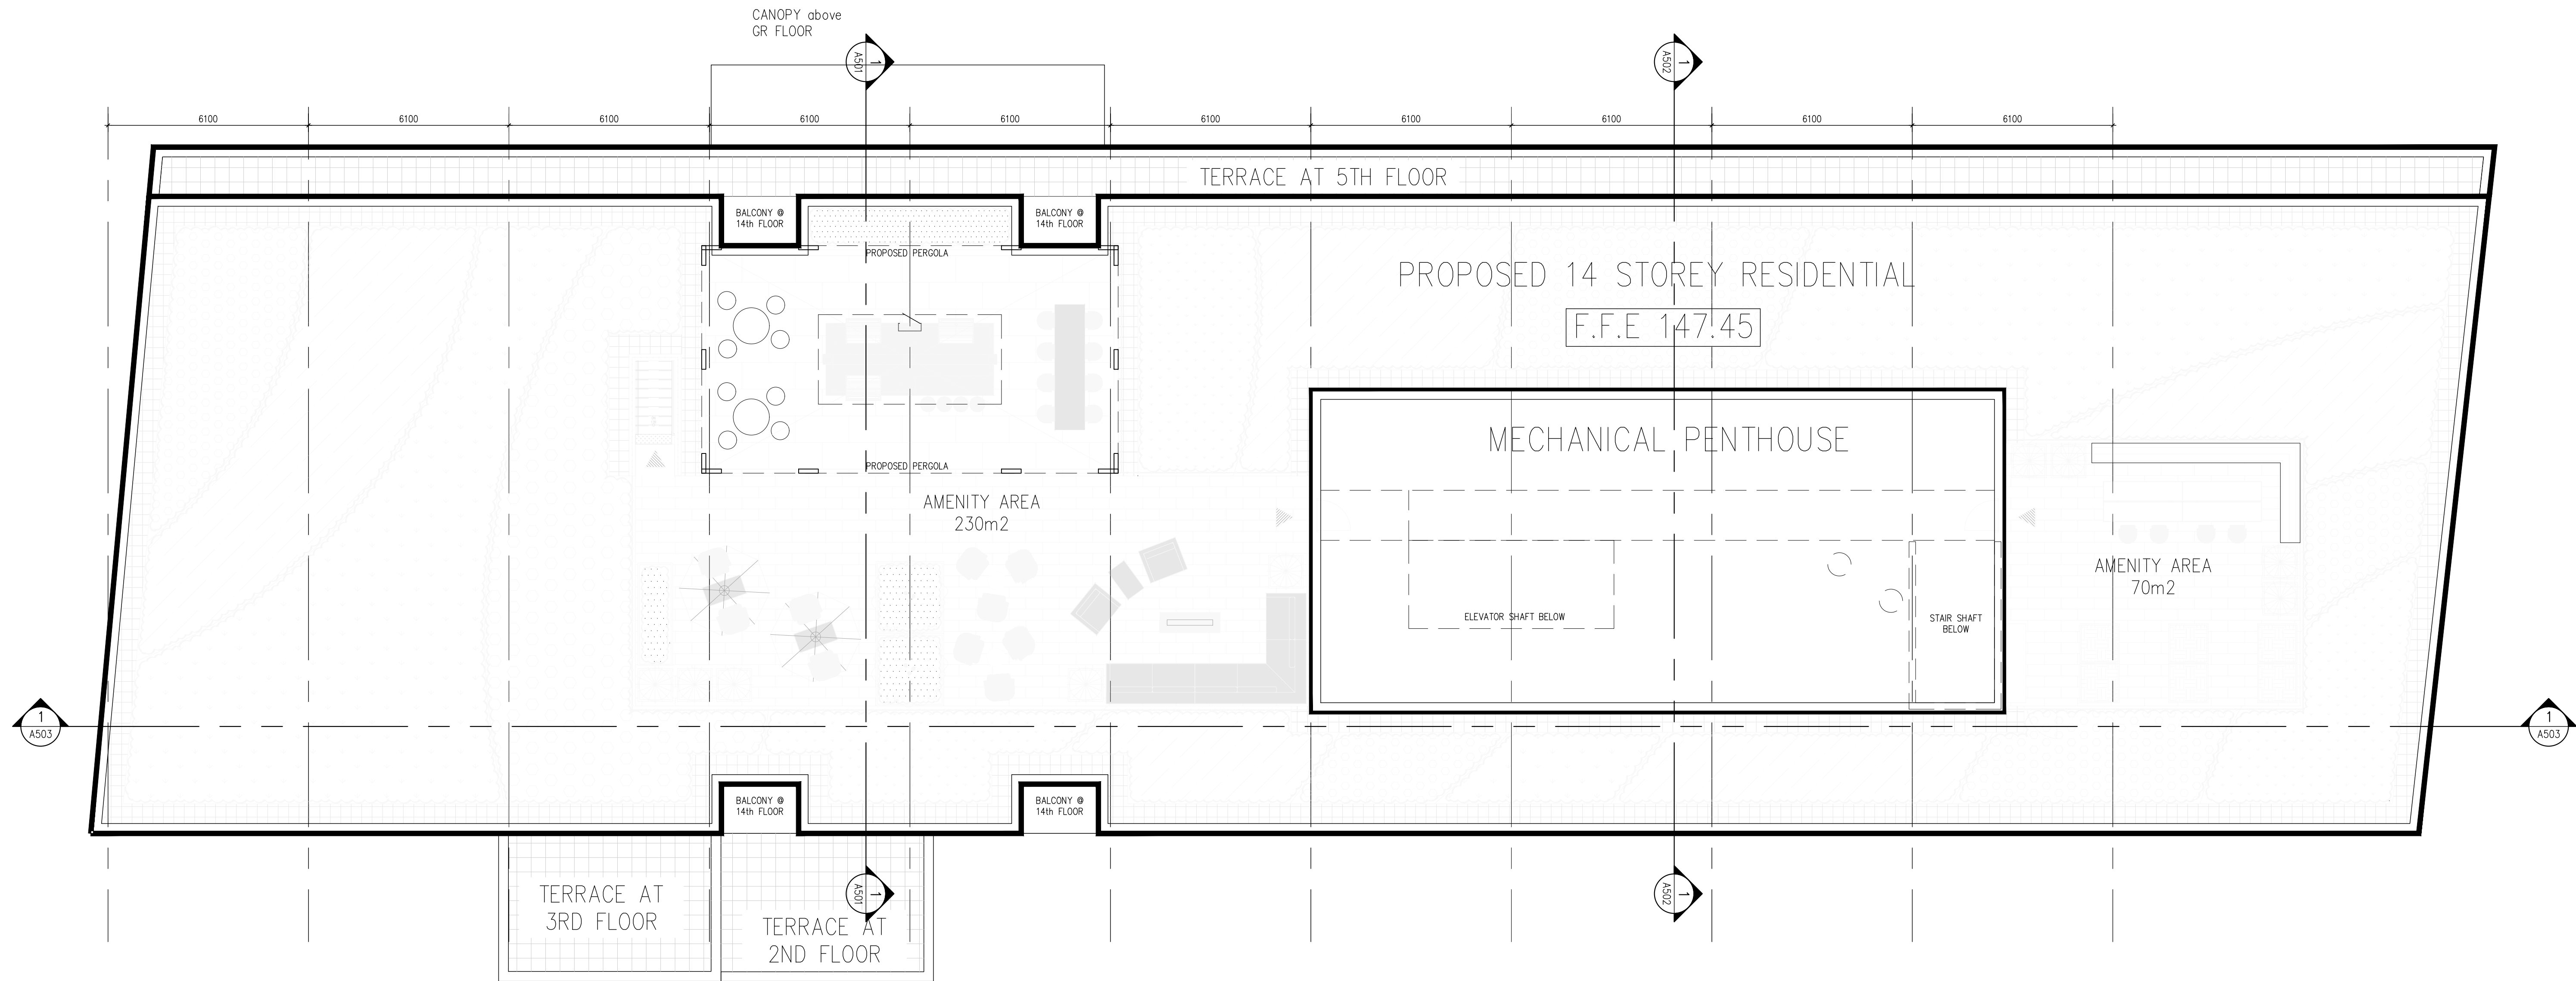 CANOPY above
GR FLOOR
1
A501
1
A502
6100
6100
6100
6100
6100
6100
6100
6100
6100
6100
TERRACE AT 5TH FLOOR
BALCONY @
14th FLOOR
BALCONY @
14th FLOOR
PROPOSED PERGOLA
PROPOSED 14 STOREY RESIDENTIAL
F.F.E 147.45
MECHANICAL PENTHOUSE
PROPOSED PERGOLA
AMENITY AREA
230m2
AMENITY AREA
70m2
ELEVATOR SHAFT BELOW
STAIR SHAFT
BELOW
1
A503
1
A503
BALCONY @
14th FLOOR
BALCONY @
14th FLOOR
TERRACE AT
3RD FLOOR
1
A501
TERRACE AT
2ND FLOOR
1
A502